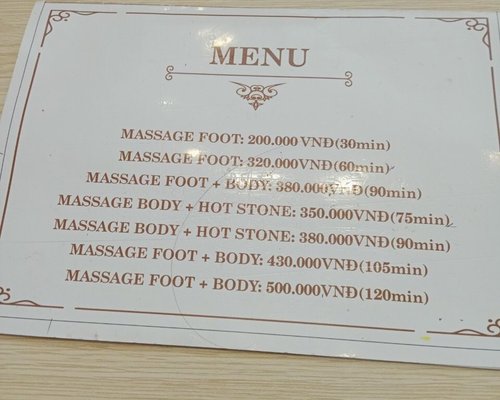 MENU
MASSAGE FOOT: 200.000 VNĐ(30min)
MASSAGE FOOT: 320.000VNĐ(60min)
MASSAGE FOOT + BODY: 380.000VNĐ(90min)
MASSAGE BODY + HOT STONE: 350.000VNĐ(75min)
MASSAGE BODY + HOT STONE: 380.000VNĐ(90min)
MASSAGE FOOT + BODY: 430.000VNĐ(105min)
MASSAGE FOOT + BODY: 500.000VNĐ(120min)